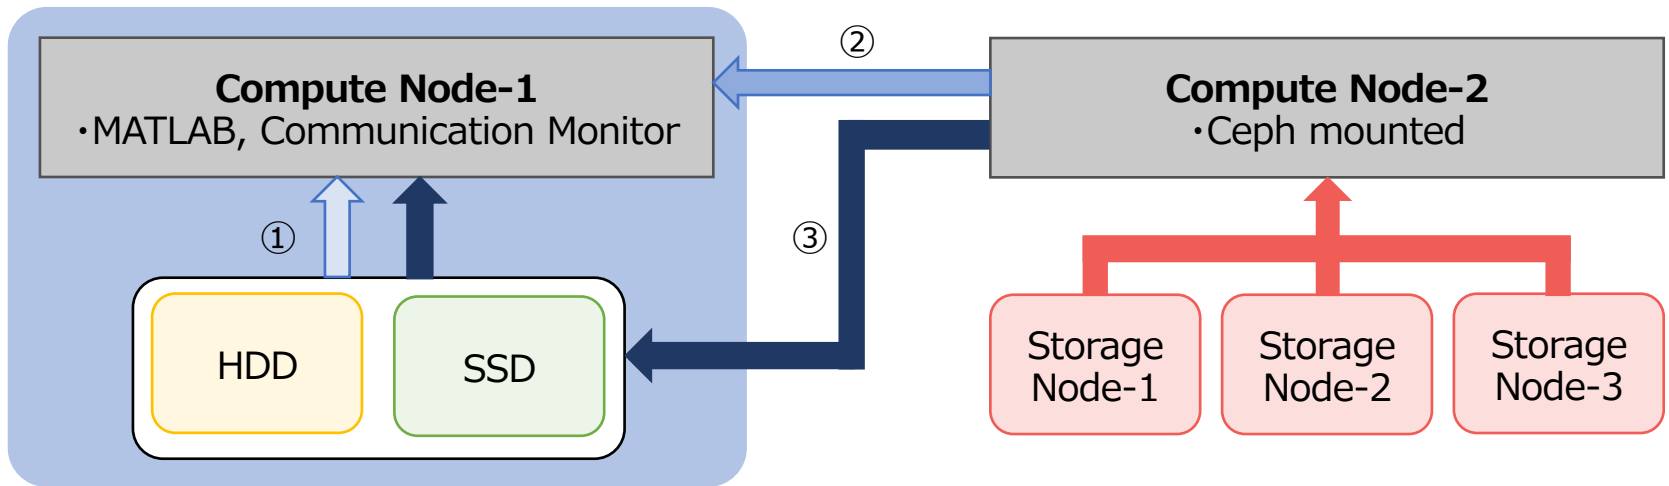 ②
Compute Node-1
・MATLAB, Communication Monitor
Compute Node-2
・Ceph mounted
①
③
HDD
SSD
Storage
Node-1
Storage
Node-2
Storage
Node-3